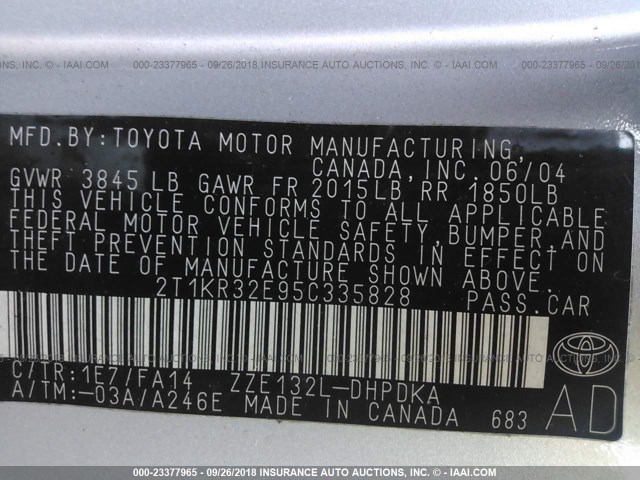 000-23377965 - 09/26/2018 INSURANCE AUTO AUCTIONS, INC. - IAAI.COM
MFD.BY:TOYOTA MOTOR MANUFACTURING,
CANADA,INC. 06/04
GVWR 3845 LB GAWR FR 2015LB RR 1850LB
THIS VEHICLE CONFORMS TO ALL APPLICABLE
FEDERAL MOTOR VEHICLE SAFETY,BUMPER,AND
THEFT PREVENTION STANDARDS IN EFFECT ON
THE DATE OF MANUFACTURE SHOWN ABOVE.
2T1KR32E95C335828 PASS.CAR
C/TR:1E7/FA14 ZZE132L-DHPDKA
A/TM:-03A/A246E MADE IN CANADA 683
AD
000-23377965 - 09/26/2018 INSURANCE AUTO AUCTIONS, INC. - IAAI.COM